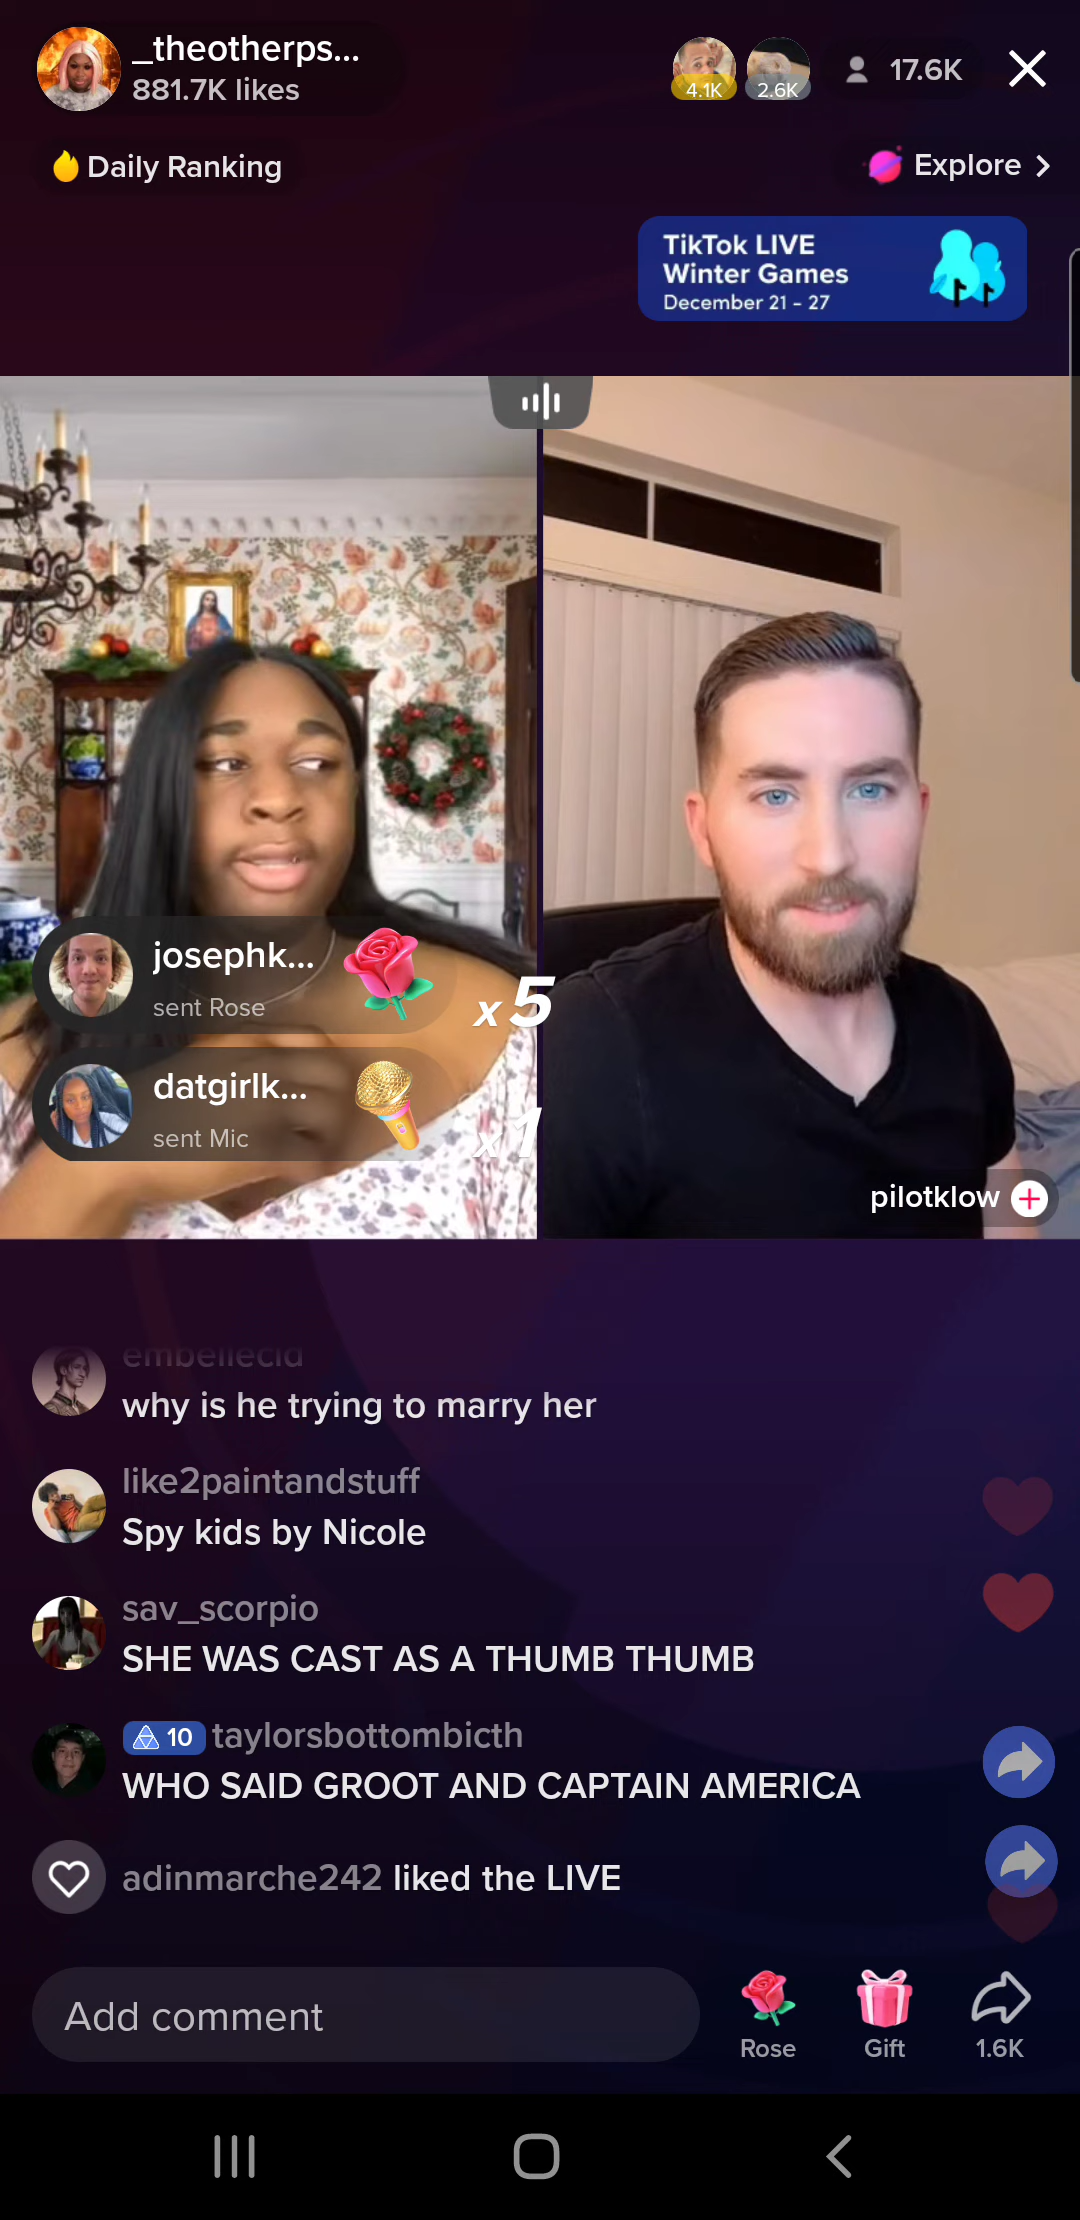 _theotherps...
881.7K likes
4.1K
2.6K
17.6K
Daily Ranking
Explore >
TikTok LIVE
Winter Games
December 21 - 27
josephk...
sent Rose
x5
datgirlk...
sent Mic
x1
pilotklow
embellecid
why is he trying to marry her
like2paintandstuff
Spy kids by Nicole
sav_scorpio
SHE WAS CAST AS A THUMB THUMB
10 taylorsbottombicth
WHO SAID GROOT AND CAPTAIN AMERICA
adinmarche242 liked the LIVE
Add comment
Rose
Gift
1.6K